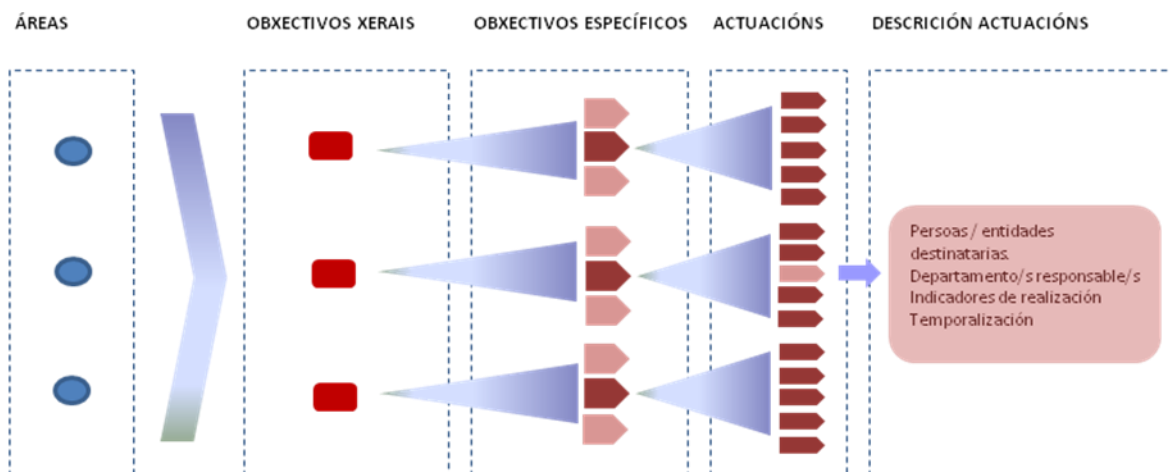 ÁREAS
OBXECTIVOS XERAIS
OBXECTIVOS ESPECÍFICOS
ACTUACIÓNS
DESCRICIÓN ACTUACIÓNS
Persoas / entidades
destinatarias.
Departamento/s responsable/s
Indicadores de realización
Temporalización